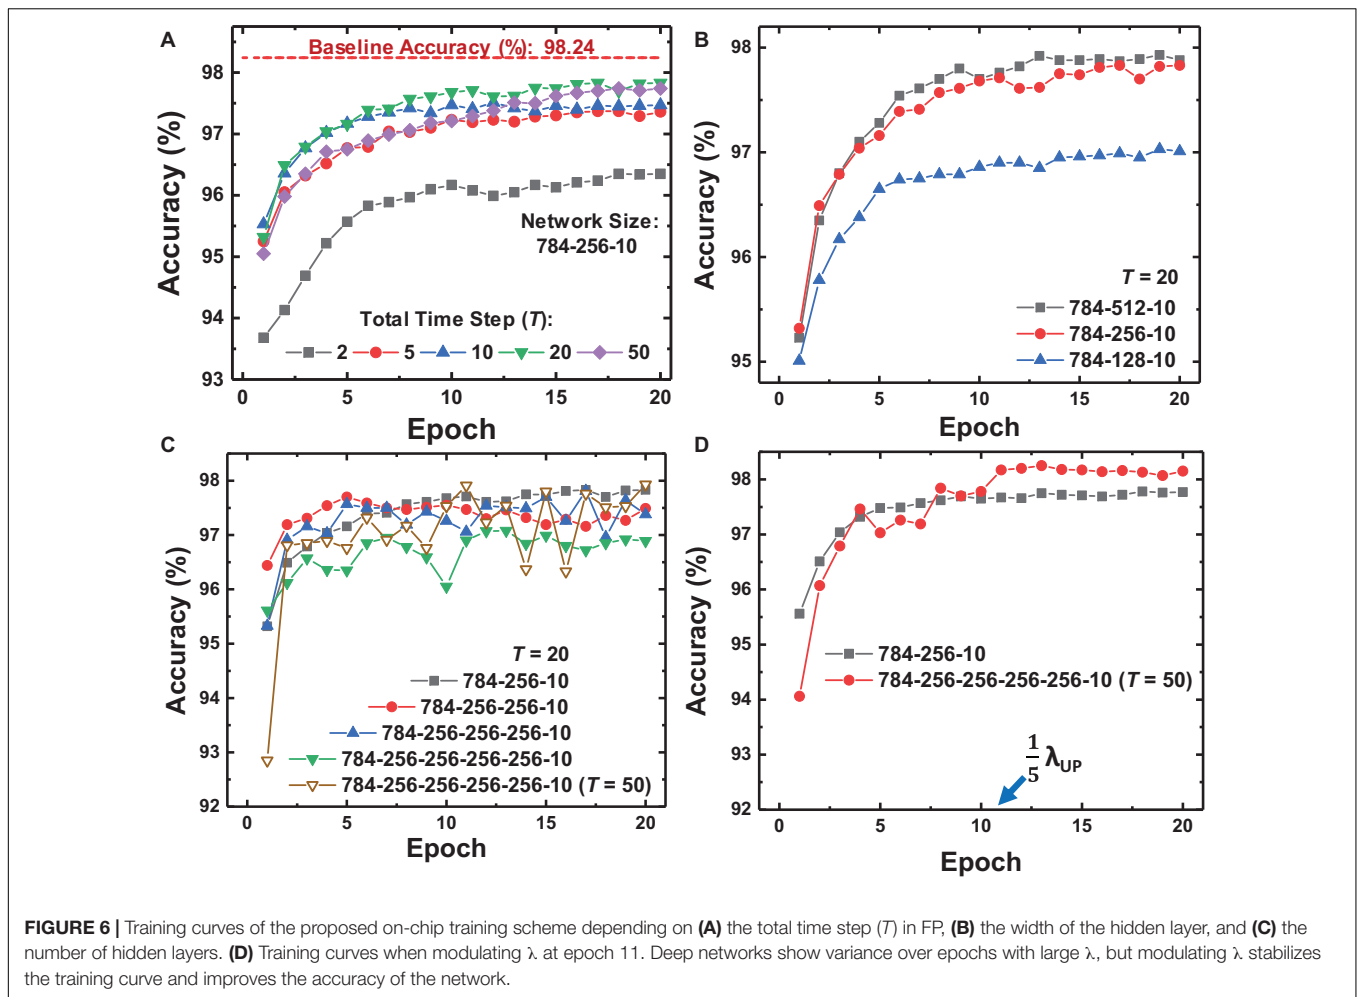 A
Baseline Accuracy (%): 98.24
98
97
96
95
94
93
Accuracy (%)
Network Size:
784-256-10
Total Time Step (T):
2 5 10 20 50
0 5 10 15 20
Epoch
B
98
97
96
95
Accuracy (%)
T = 20
784-512-10
784-256-10
784-128-10
0 5 10 15 20
Epoch
C
98
97
96
95
94
93
92
Accuracy (%)
T = 20
784-256-10
784-256-256-10
784-256-256-256-10
784-256-256-256-256-10
784-256-256-256-256-10 (T = 50)
0 5 10 15 20
Epoch
D
98
97
96
95
94
93
92
Accuracy (%)
784-256-10
784-256-256-256-256-10 (T = 50)
1/5 λUP
0 5 10 15 20
Epoch
FIGURE 6 | Training curves of the proposed on-chip training scheme depending on (A) the total time step (T) in FP, (B) the width of the hidden layer, and (C) the
number of hidden layers. (D) Training curves when modulating λ at epoch 11. Deep networks show variance over epochs with large λ, but modulating λ stabilizes
the training curve and improves the accuracy of the network.